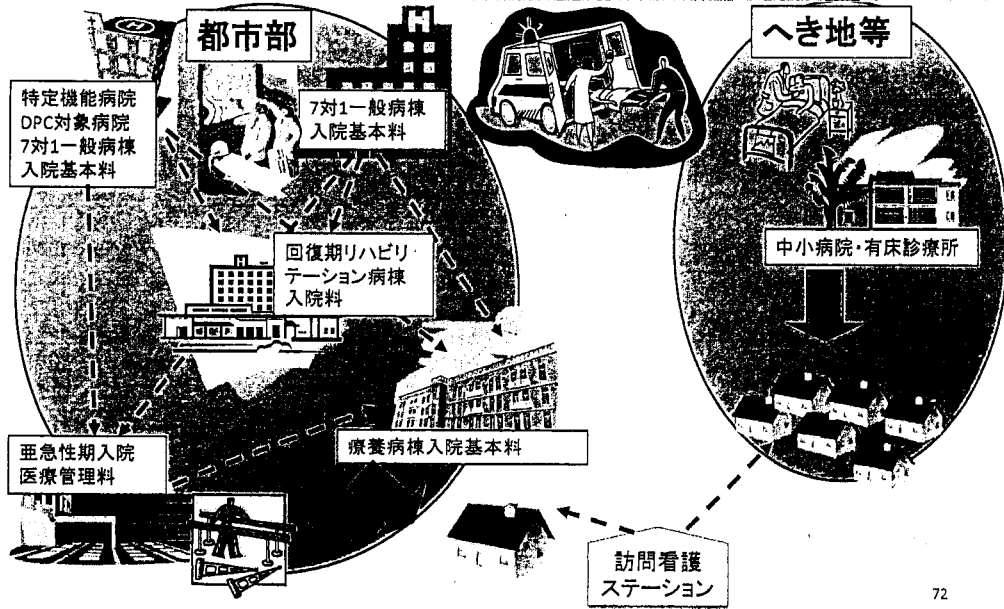 都市部
へき地等
特定機能病院
DPC対象病院
7対1一般病棟
入院基本料
7対1一般病棟
入院基本料
中小病院・有床診療所
回復期リハビリ
テーション病棟
入院料
亜急性期入院
医療管理料
療養病棟入院基本料
訪問看護
ステーション
72